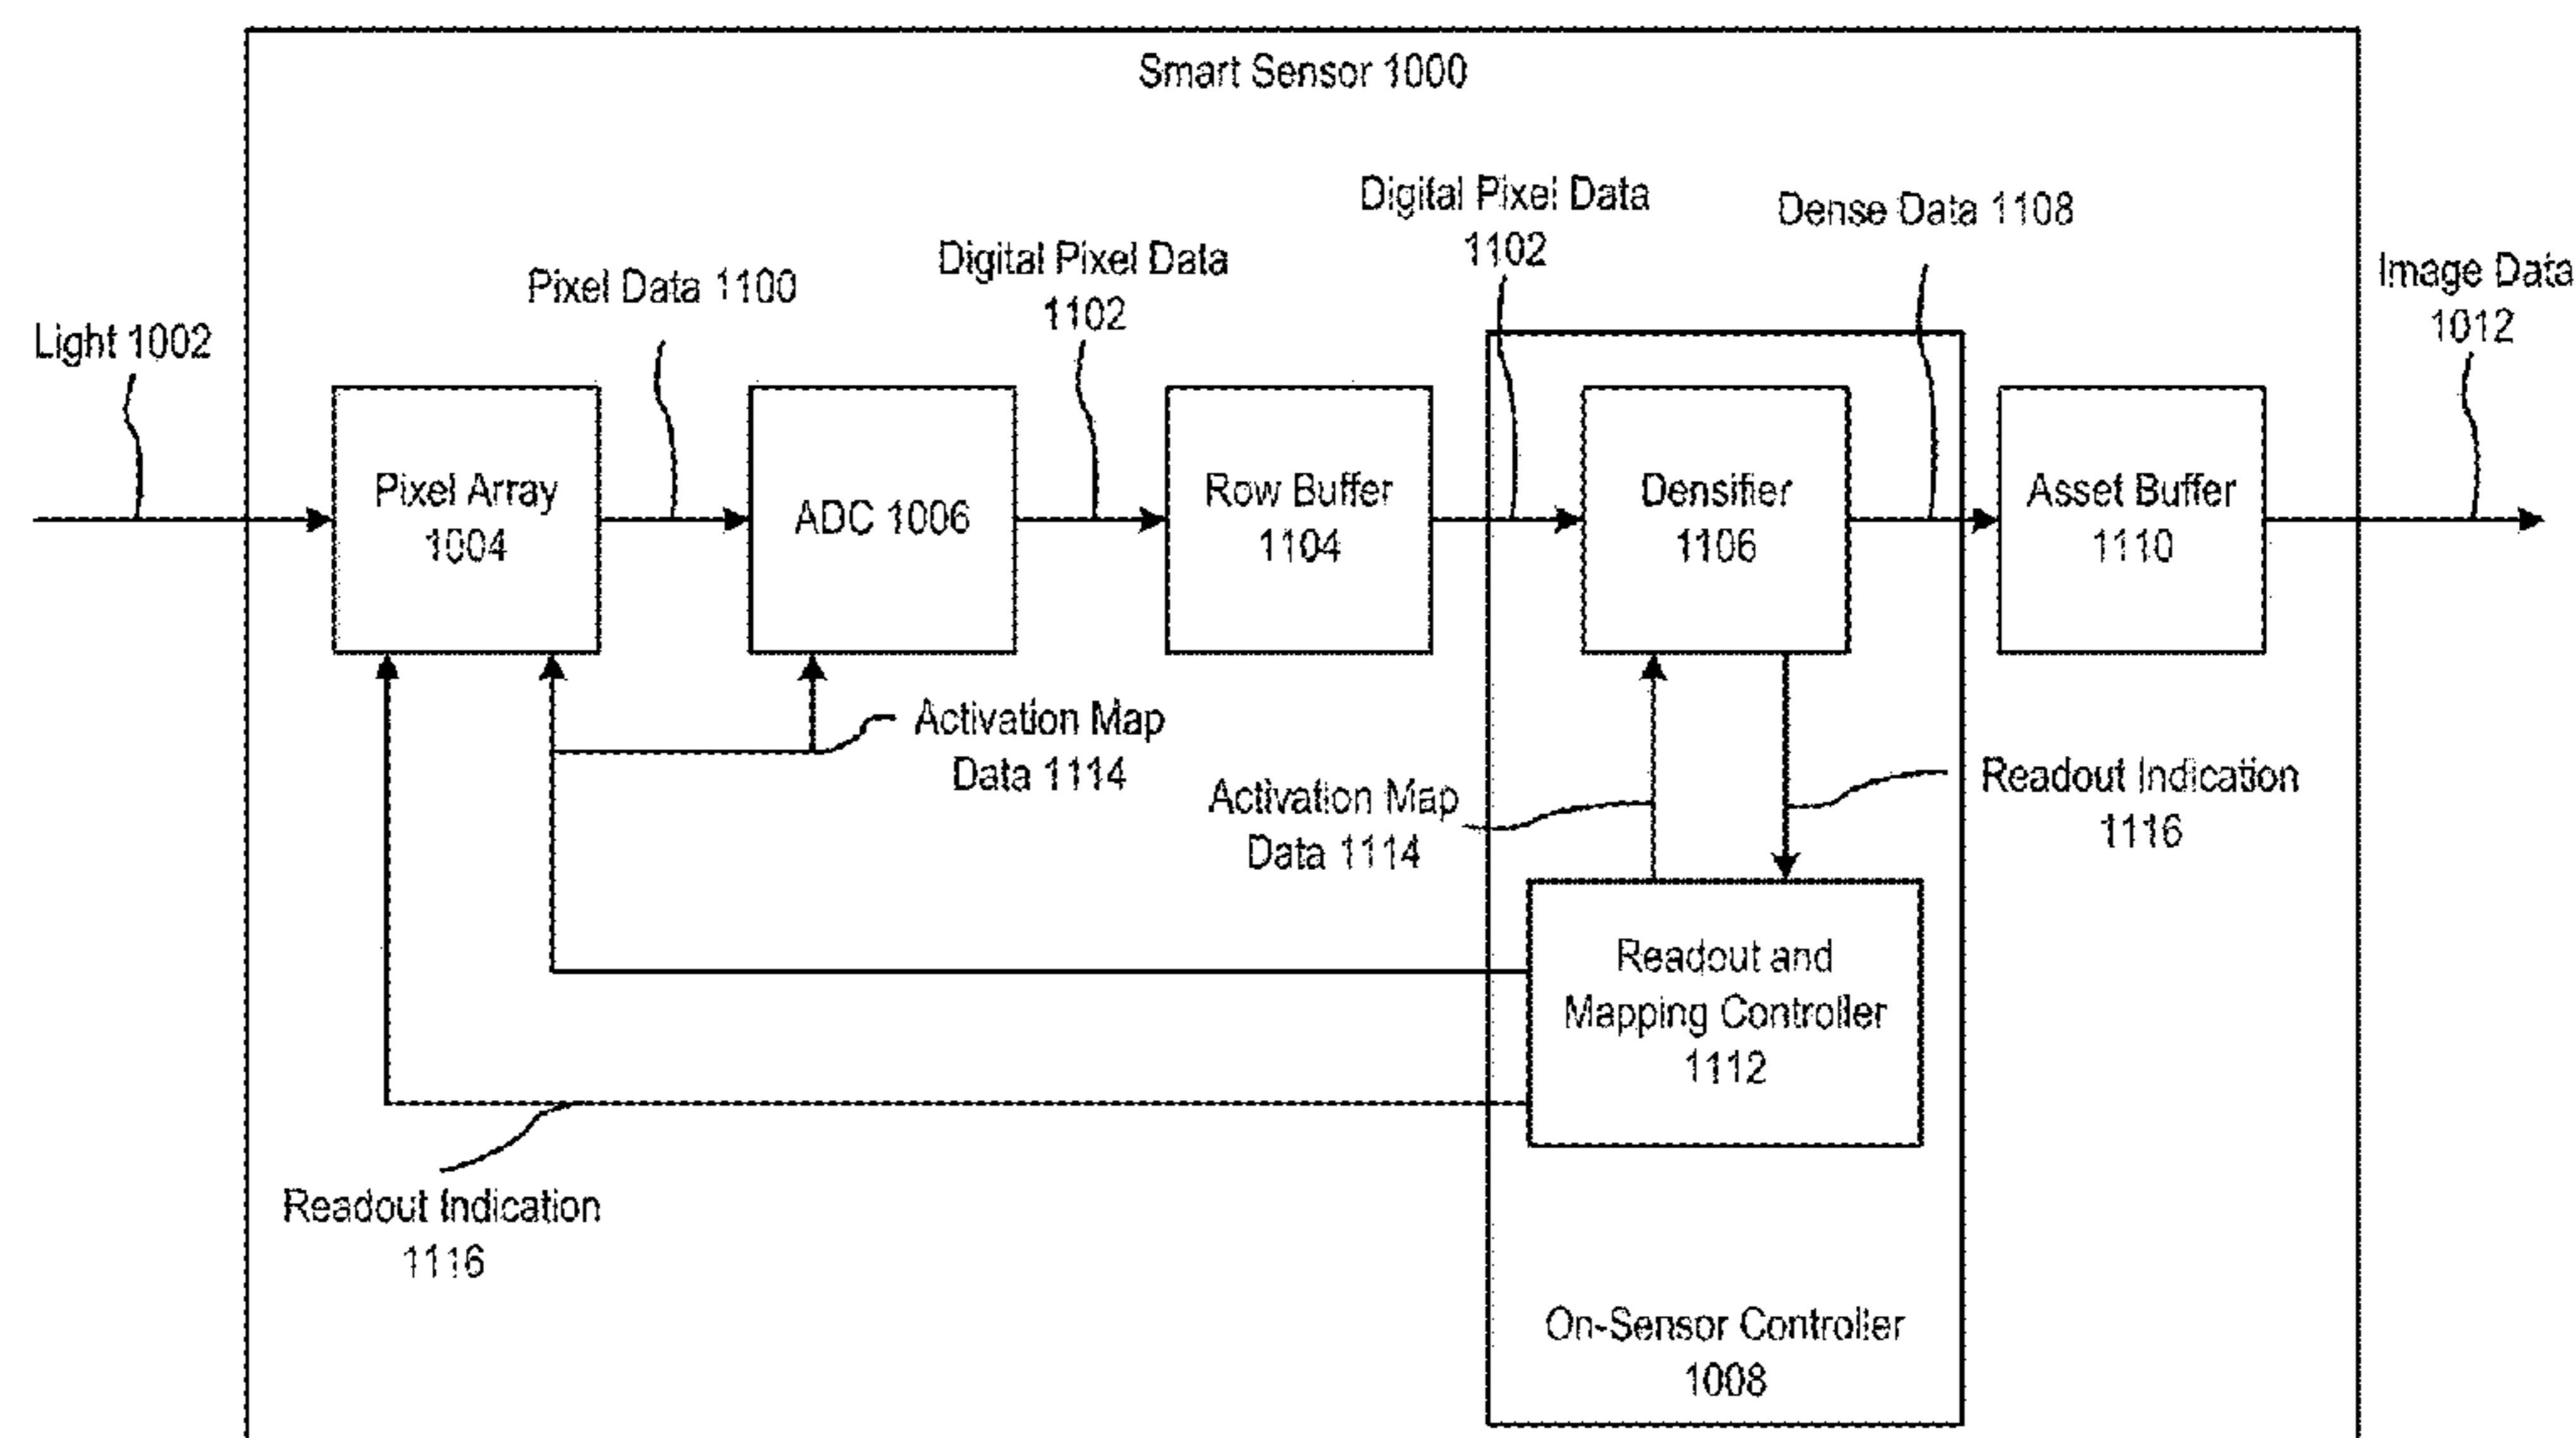 Smart Sensor 1000
Light 1002
Pixel Data 1100
Digital Pixel Data
1102
Digital Pixel Data
1102
Dense Data 1108
Image Data
1012
Pixel Array
1004
ADC 1006
Row Buffer
1104
Densifier
1106
Asset Buffer
1110
Activation Map
Data 1114
Activation Map
Data 1114
Readout Indication
1116
Readout and
Mapping Controller
1112
Readout Indication
1116
On-Sensor Controller
1008